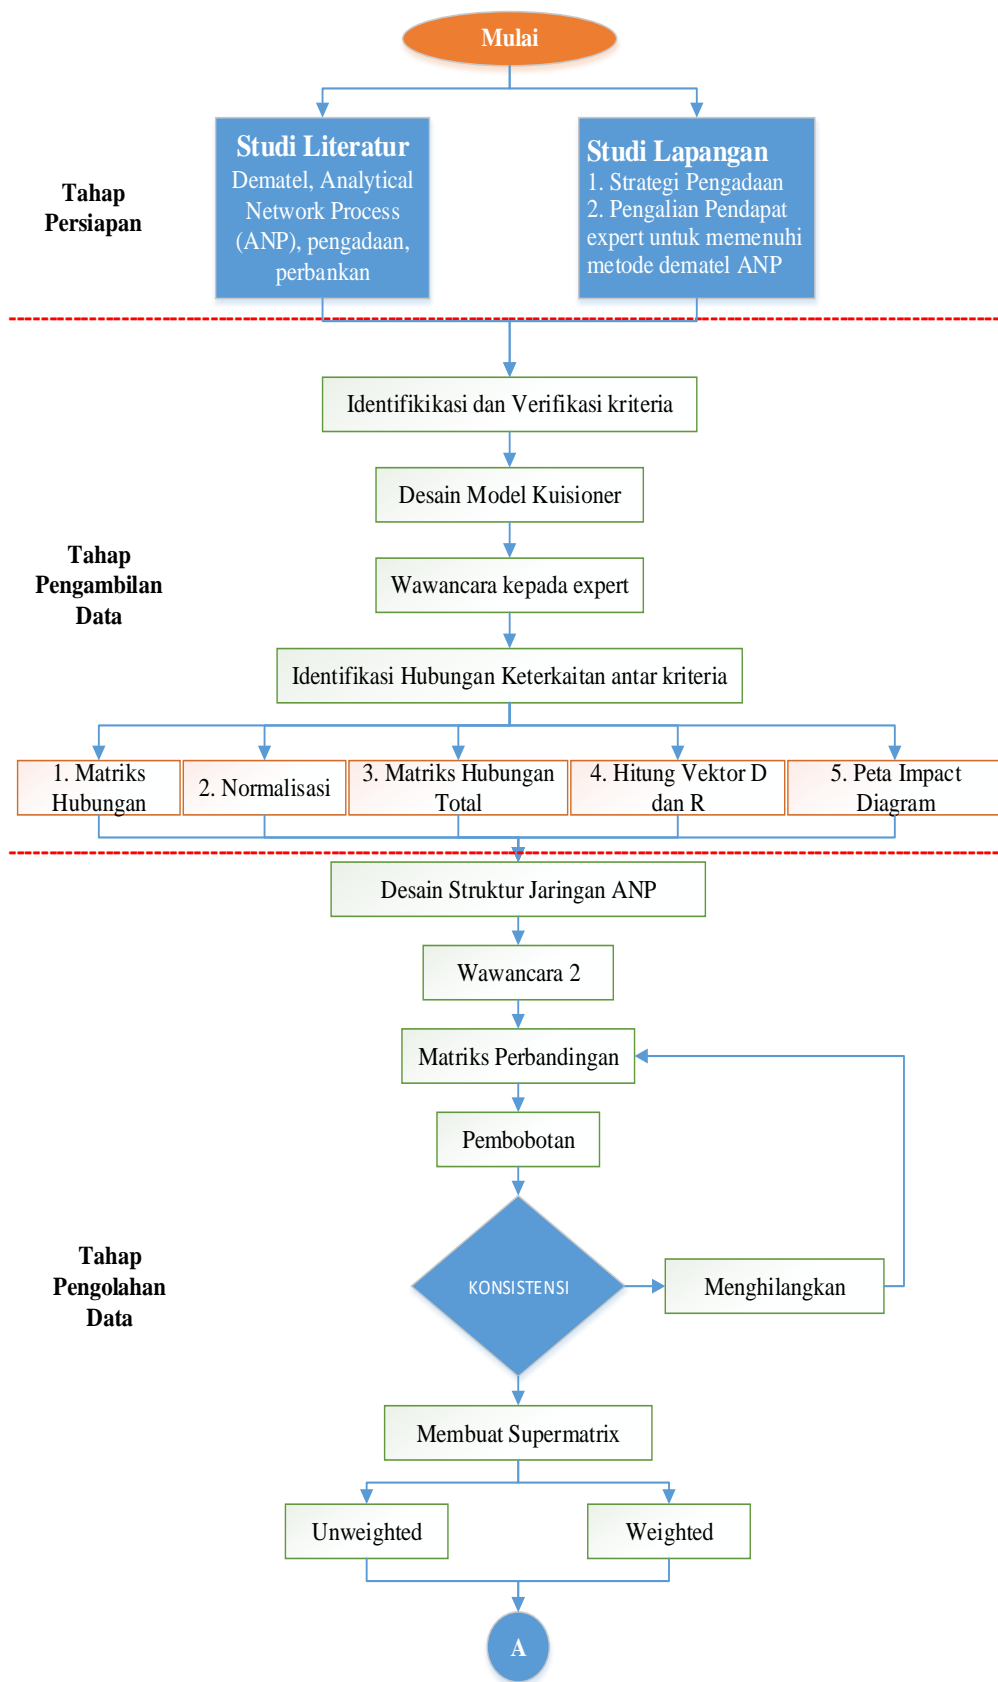 Mulai
Tahap
Persiapan
Studi Literatur
Dematel, Analytical
Network Process
(ANP), pengadaan,
perbankan
Studi Lapangan
1. Strategi Pengadaan
2. Pengalian Pendapat
expert untuk memenuhi
metode dematel ANP
Tahap
Pengambilan
Data
Identifikikasi dan Verifikasi kriteria
Desain Model Kuisioner
Wawancara kepada expert
Identifikasi Hubungan Keterkaitan antar kriteria
1. Matriks
Hubungan
2. Normalisasi
3. Matriks Hubungan
Total
4. Hitung Vektor D
dan R
5. Peta Impact
Diagram
Tahap
Pengolahan
Data
Desain Struktur Jaringan ANP
Wawancara 2
Matriks Perbandingan
Pembobotan
KONSISTENSI
Menghilangkan
Membuat Supermatrix
Unweighted
Weighted
A